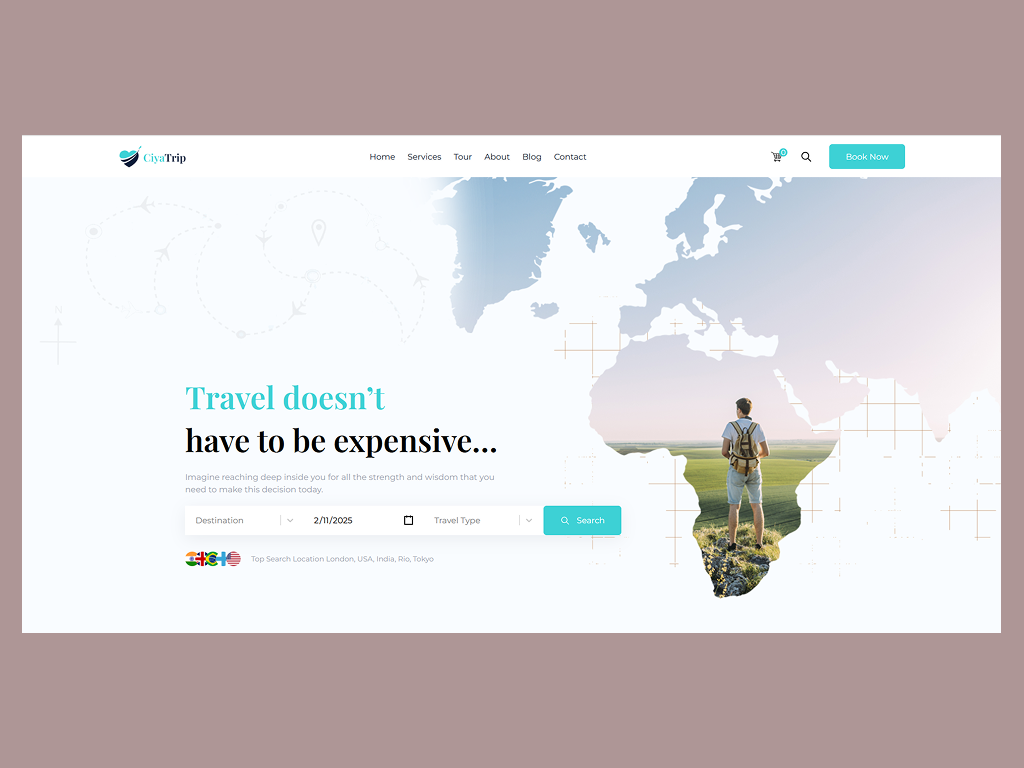 CiyaTrip
Home Services Tour About Blog Contact
0
Book Now
N
Travel doesn't
have to be expensive...
Imagine reaching deep inside you for all the strength and wisdom that you
need to make this decision today.
Destination 2/11/2025 Travel Type Search
Top Search Location London, USA, India, Rio, Tokyo